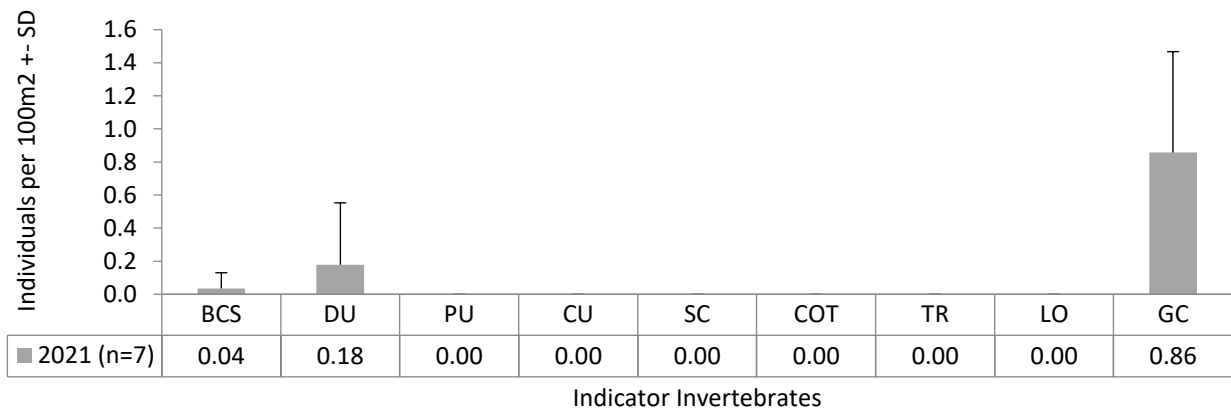 Individuals per 100m2 +- SD
1.6
1.4
1.2
1.0
0.8
0.6
0.4
0.2
0.0
BCS DU PU CU SC COT TR LO GC
2021 (n=7) 0.04 0.18 0.00 0.00 0.00 0.00 0.00 0.00 0.86
Indicator Invertebrates